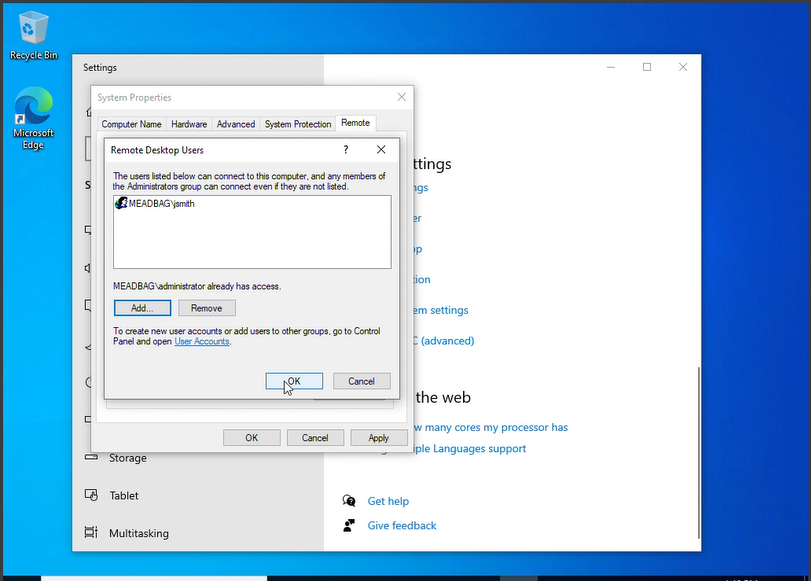 Recycle Bin
Microsoft
Edge
Settings
System Properties
Computer Name
Hardware
Advanced
System Protection
Remote
Remote Desktop Users
?
The users listed below can connect to this computer, and any members of
the Administrators group can connect even if they are not listed.
MEADBAG\jsmith
MEADBAG\administrator already has access.
Add...
Remove
To create new user accounts or add users to other groups, go to Control
Panel and open User Accounts.
OK
Cancel
OK
Cancel
Apply
Storage
Tablet
Multitasking
ttings
ngs
er
op
tion
em settings
C (advanced)
the web
w many cores my processor has
ple Languages support
Get help
Give feedback